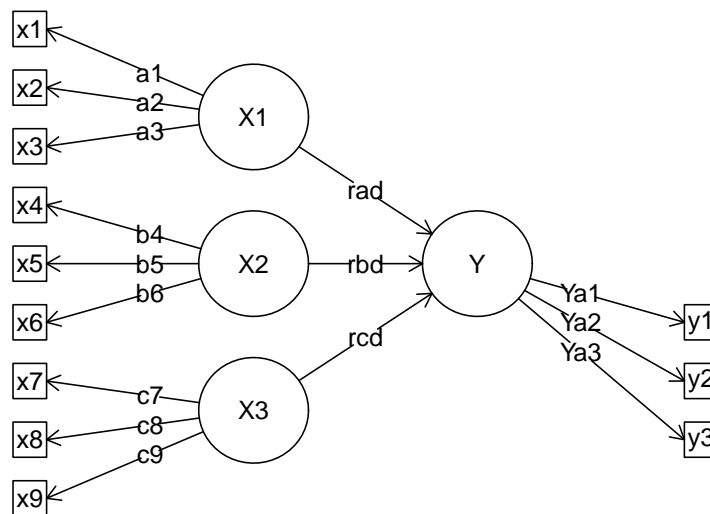 x1
x2
x3
x4
x5
x6
x7
x8
x9
a1
a2
a3
b4
b5
b6
c7
c8
c9
X1
X2
X3
rad
rbd
rcd
Y
Ya1
Ya2
Ya3
y1
y2
y3